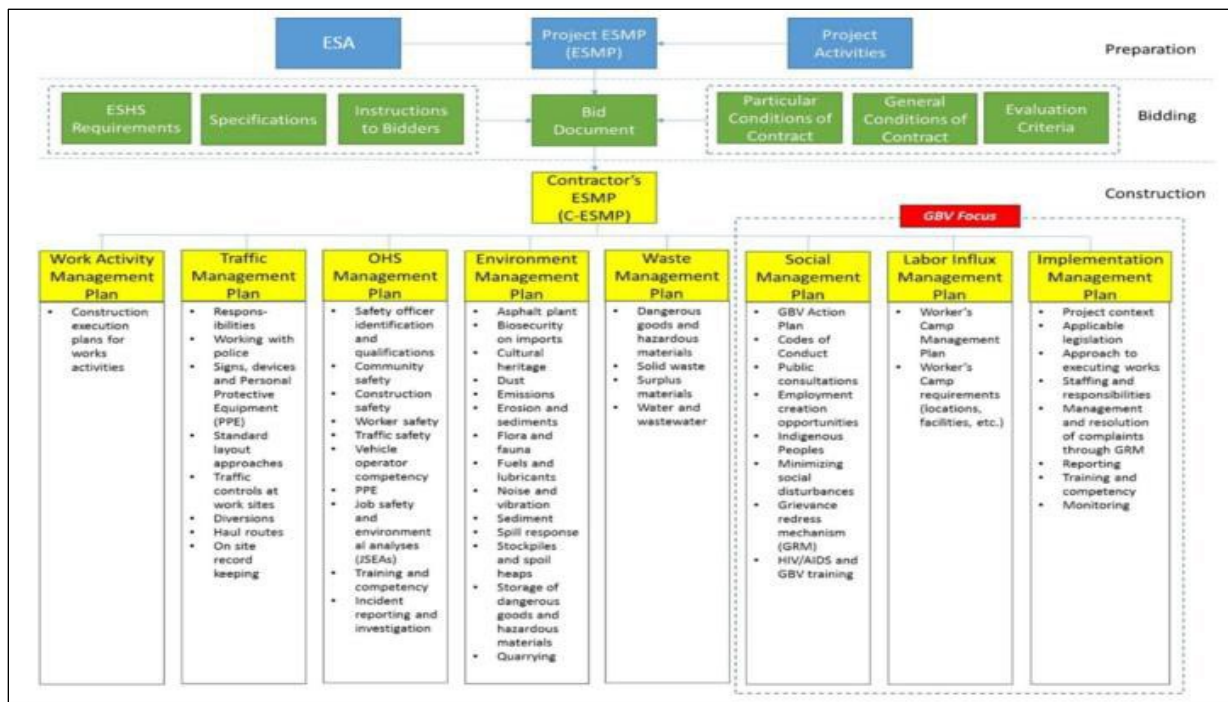 ESA
Project ESMP
(ESMP)
Project
Activities
Preparation
ESHS
Requirements
Specifications
Instructions
to Bidders
Bid
Document
Particular
Conditions of
Contract
General
Conditions of
Contract
Evaluation
Criteria
Bidding
Contractor's
ESMP
(C-ESMP)
Construction
GBV Focus
Work Activity
Management
Plan
• Construction
execution
plans for
works
activities
Traffic
Management
Plan
• Respons-
ibilities
• Working with
police
• Signs, devices
and Personal
Protective
Equipment
(PPE)
• Standard
layout
approaches
• Traffic
controls at
work sites
• Diversions
• Haul routes
• On site
record
keeping
OHS
Management
Plan
• Safety officer
identification
and
qualifications
• Community
safety
• Construction
safety
• Worker safety
• Traffic safety
• Vehicle
operator
competency
• PPE
• Job safety
and
environment
al analyses
(JSEAs)
• Training and
competency
• Incident
reporting and
investigation
Environment
Management
Plan
• Asphalt plant
• Biosecurity
on imports
• Cultural
heritage
• Dust
• Emissions
• Erosion and
sediments
• Flora and
fauna
• Fuels and
lubricants
• Noise and
vibration
• Sediment
• Spill response
• Stockpiles
and spoil
heaps
• Storage of
dangerous
goods and
hazardous
materials
• Quarrying
Waste
Management
Plan
• Dangerous
goods and
hazardous
materials
• Solid waste
• Surplus
materials
• Water and
wastewater
Social
Management
Plan
• GBV Action
Plan
• Codes of
Conduct
• Public
consultations
• Employment
creation
opportunities
• Indigenous
Peoples
• Minimizing
social
disturbances
• Grievance
redress
mechanism
(GRM)
• HIV/AIDS and
GBV training
Labor Influx
Management
Plan
• Worker's
Camp
Management
Plan
• Worker's
Camp
requirements
(locations,
facilities, etc.)
Implementation
Management
Plan
• Project context
• Applicable
legislation
• Approach to
executing works
• Staffing and
responsibilities
• Management
and resolution
of complaints
through GRM
• Reporting
• Training and
competency
• Monitoring